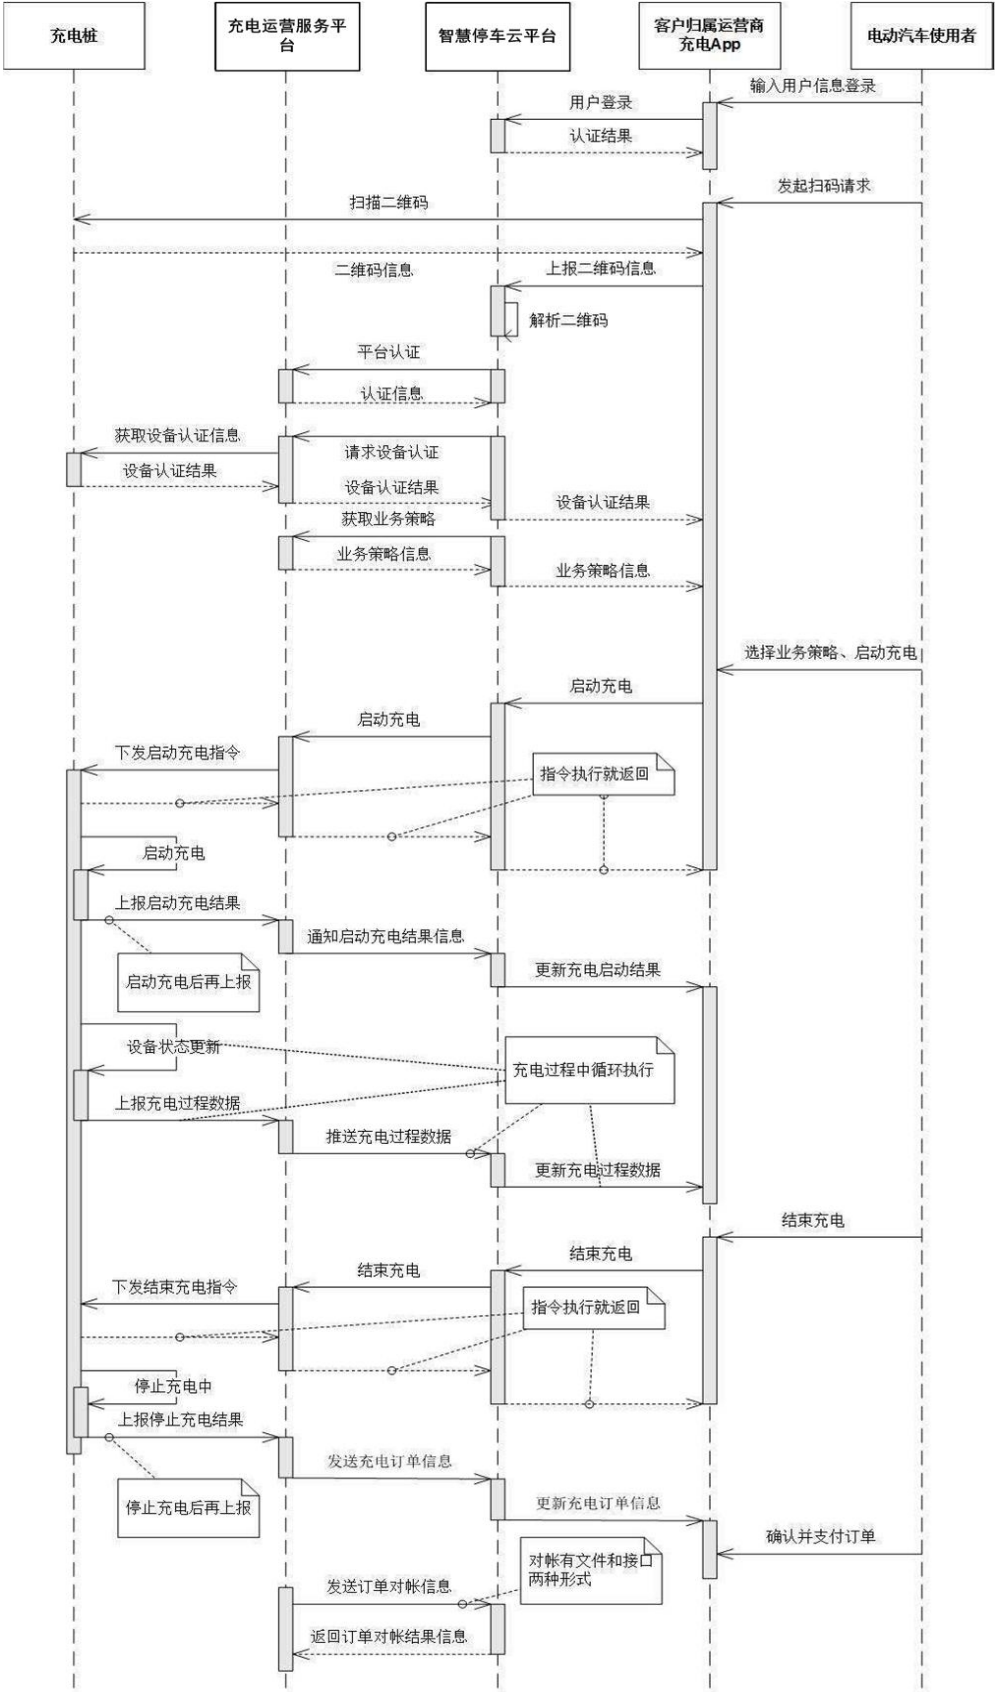 充电桩
充电运营服务平
台
智慧停车云平台
客户归属运营商
充电App
电动汽车使用者
输入用户信息登录
用户登录
认证结果
发起扫码请求
扫描二维码
二维码信息
上报二维码信息
解析二维码
平台认证
认证信息
获取设备认证信息
请求设备认证
设备认证结果
设备认证结果
设备认证结果
获取业务策略
业务策略信息
业务策略信息
选择业务策略、启动充电
启动充电
启动充电
下发启动充电指令
指令执行就返回
启动充电
上报启动充电结果
通知启动充电结果信息
更新充电启动结果
启动充电后再上报
设备状态更新
充电过程中循环执行
上报充电过程数据
推送充电过程数据
更新充电过程数据
结束充电
结束充电
结束充电
下发结束充电指令
指令执行就返回
停止充电中
上报停止充电结果
发送充电订单信息
更新充电订单信息
停止充电后再上报
确认并支付订单
对帐有文件和接口
两种形式
发送订单对帐信息
返回订单对帐结果信息